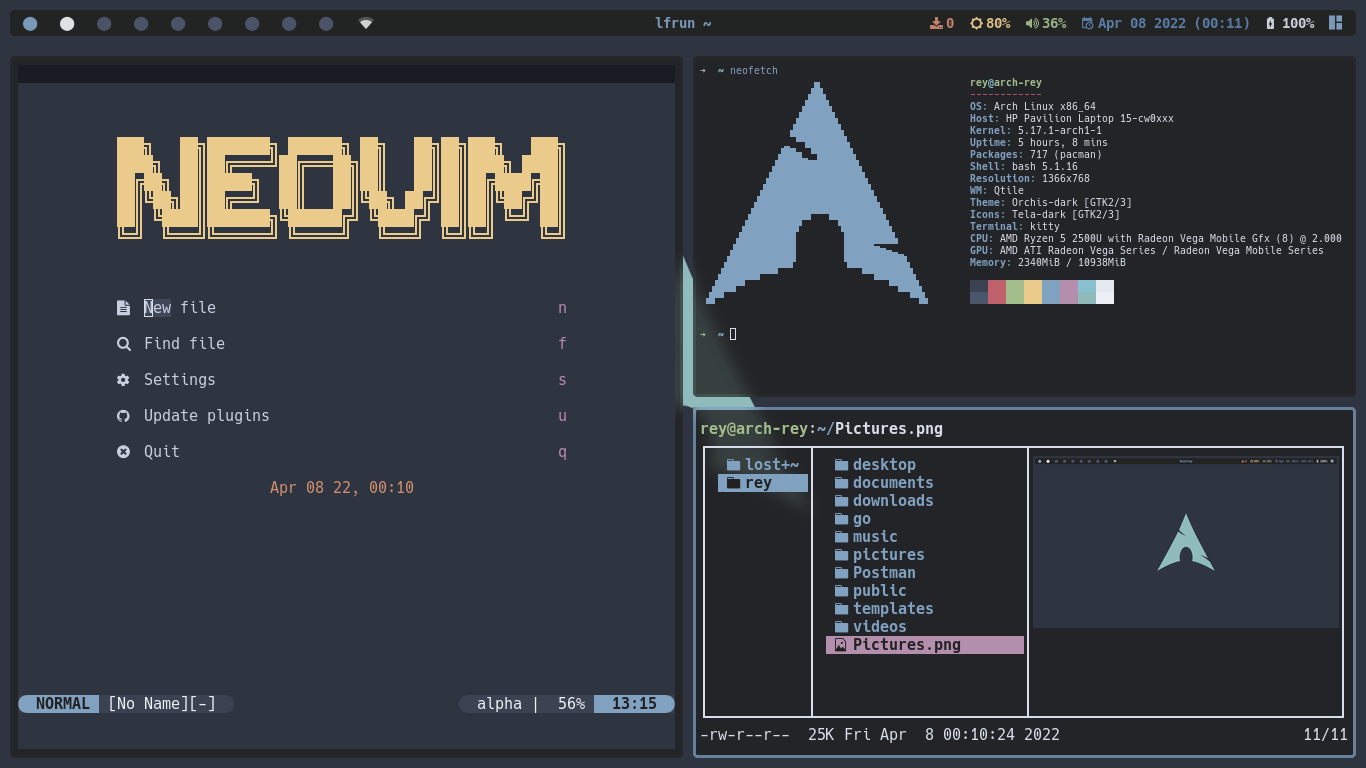 lfrun ~
0 80% 36% Apr 08 2022 (00:11) 100%
NEOVIM
New file n
Find file f
Settings s
Update plugins u
Quit q
Apr 08 22, 00:10
NORMAL [No Name][-] alpha | 56% 13:15
→ ~ neofetch
rey@arch-rey
------------
OS: Arch Linux x86_64
Host: HP Pavilion Laptop 15-cw0xxx
Kernel: 5.17.1-arch1-1
Uptime: 5 hours, 8 mins
Packages: 717 (pacman)
Shell: bash 5.1.16
Resolution: 1366x768
WM: Qtile
Theme: Orchis-dark [GTK2/3]
Icons: Tela-dark [GTK2/3]
Terminal: kitty
CPU: AMD Ryzen 5 2500U with Radeon Vega Mobile Gfx (8) @ 2.000
GPU: AMD ATI Radeon Vega Series / Radeon Vega Mobile Series
Memory: 2340MiB / 10938MiB
→ ~
rey@arch-rey:~/Pictures.png
lost+~
rey
desktop
documents
downloads
go
music
pictures
Postman
public
templates
videos
Pictures.png
-rw-r--r-- 25K Fri Apr 8 00:10:24 2022 11/11